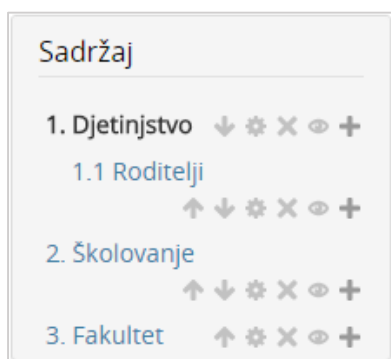 Sadržaj
1. Djetinjstvo
1.1 Roditelji
2. Školovanje
3. Fakultet